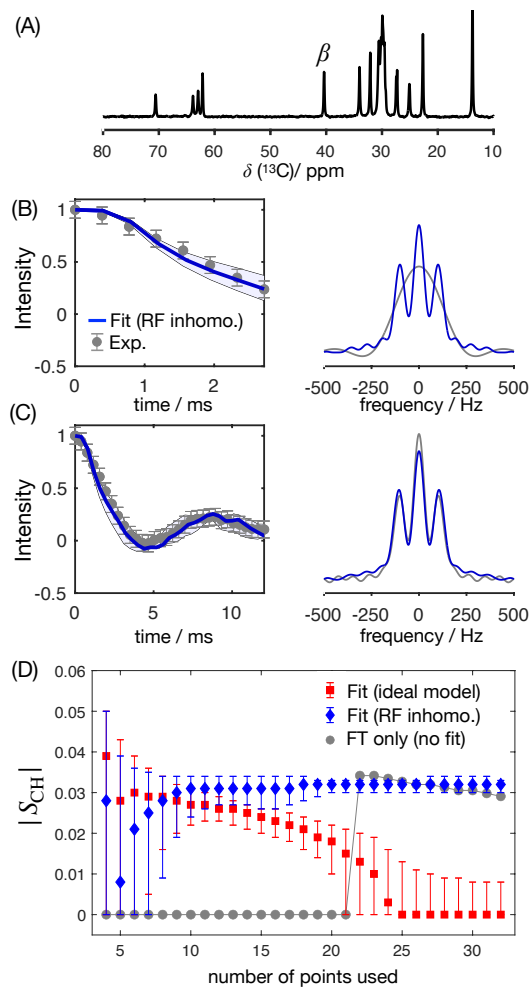 (A)
β
80 70 60 50 40 30 20 10
δ (¹³C)/ ppm
(B)
Intensity
1
0.5
0
-0.5
Fit (RF inhomo.)
Exp.
0 1 2
time / ms
-500 -250 0 250 500
frequency / Hz
(C)
Intensity
1
0.5
0
-0.5
0 5 10
time / ms
-500 -250 0 250 500
frequency / Hz
(D)
|S_CH|
0.06
0.05
0.04
0.03
0.02
0.01
0
Fit (ideal model)
Fit (RF inhomo.)
FT only (no fit)
5 10 15 20 25 30
number of points used